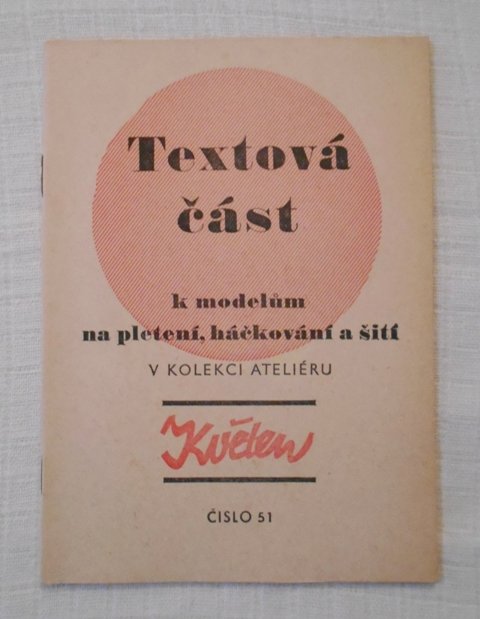 Textová
část
k modelům
na pletení, háčkování a šití
V KOLEKCI ATELIÉRU
Květen
ČISLO 51